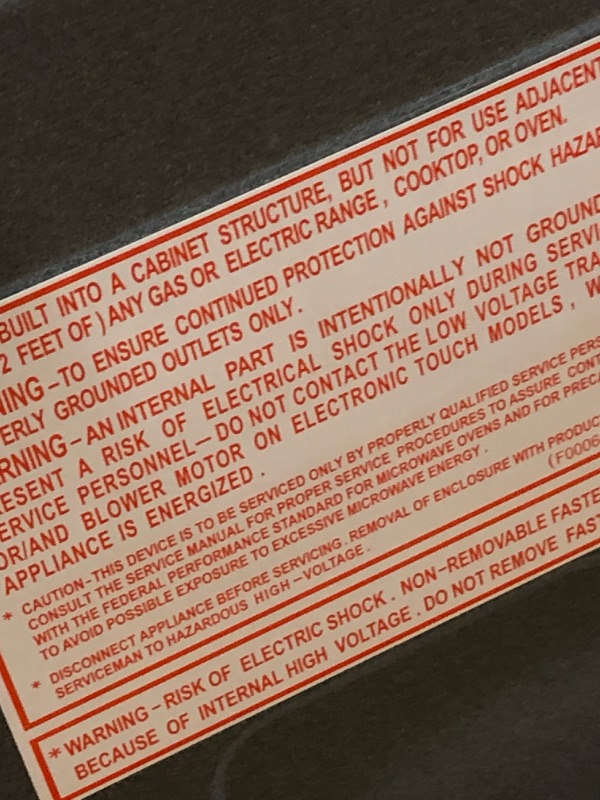 BUILT INTO A CABINET STRUCTURE, BUT NOT FOR USE ADJACENT
2 FEET OF ) ANY GAS OR ELECTRIC RANGE , COOKTOP, OR OVEN.
NING – TO ENSURE CONTINUED PROTECTION AGAINST SHOCK HAZAR
ERLY GROUNDED OUTLETS ONLY .
RNING – AN INTERNAL PART IS INTENTIONALLY NOT GROUND
RESENT A RISK OF ELECTRICAL SHOCK ONLY DURING SERVI
ERVICE PERSONNEL – DO NOT CONTACT THE LOW VOLTAGE TRA
OR/AND BLOWER MOTOR ON ELECTRONIC TOUCH MODELS , W
APPLIANCE IS ENERGIZED .
* CAUTION – THIS DEVICE IS TO BE SERVICED ONLY BY PROPERLY QUALIFIED SERVICE PERS
CONSULT THE SERVICE MANUAL FOR PROPER SERVICE PROCEDURES TO ASSURE CONT
WITH THE FEDERAL PERFORMANCE STANDARD FOR MICROWAVE OVENS AND FOR PRECA
TO AVOID POSSIBLE EXPOSURE TO EXCESSIVE MICROWAVE ENERGY .
(F0006
* DISCONNECT APPLIANCE BEFORE SERVICING . REMOVAL OF ENCLOSURE WITH PRODUC
SERVICEMAN TO HAZARDOUS HIGH – VOLTAGE .
* WARNING – RISK OF ELECTRIC SHOCK . NON–REMOVABLE FASTE
BECAUSE OF INTERNAL HIGH VOLTAGE . DO NOT REMOVE FAST